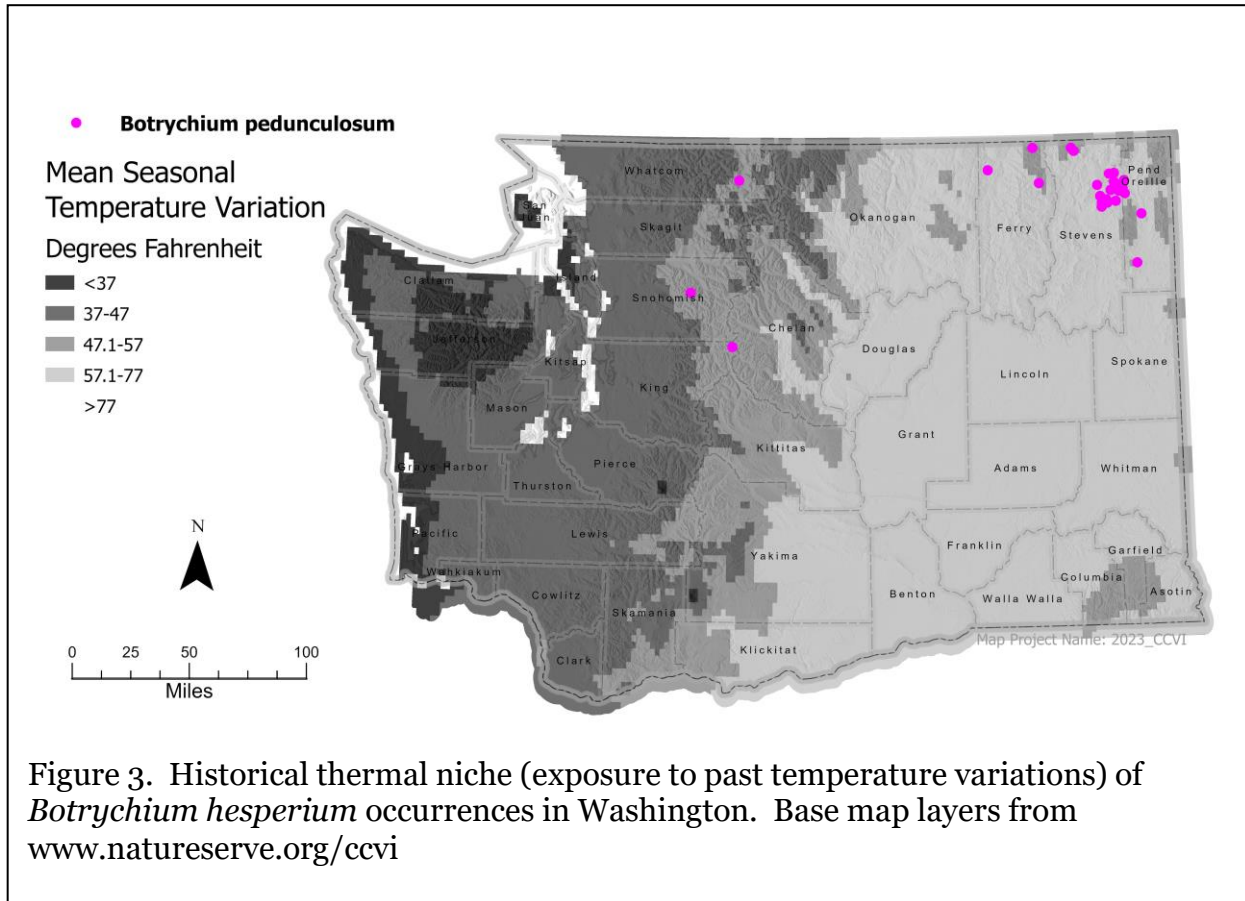 Botrychium pedunculosum
Mean Seasonal
Temperature Variation
Degrees Fahrenheit
<37
37-47
47.1-57
57.1-77
>77
N
0 25 50 100
Miles
Whatcom
San
Juan
Skagit
Okanogan
Ferry
Stevens
Pend
Oreille
Island
Clallam
Snohomish
Chelan
Jefferson
Kitsap
Douglas
Lincoln
Spokane
King
Mason
Grant
Kittitas
Grays Harbor
Pierce
Adams
Whitman
Thurston
Pacific
Lewis
Yakima
Franklin
Garfield
Wahkiakum
Columbia
Cowlitz
Skamania
Benton
Walla Walla
Asotin
Clark
Klickitat
Map Project Name: 2023_CCVI
Figure 3. Historical thermal niche (exposure to past temperature variations) of
Botrychium hesperium occurrences in Washington. Base map layers from
www.natureserve.org/ccvi